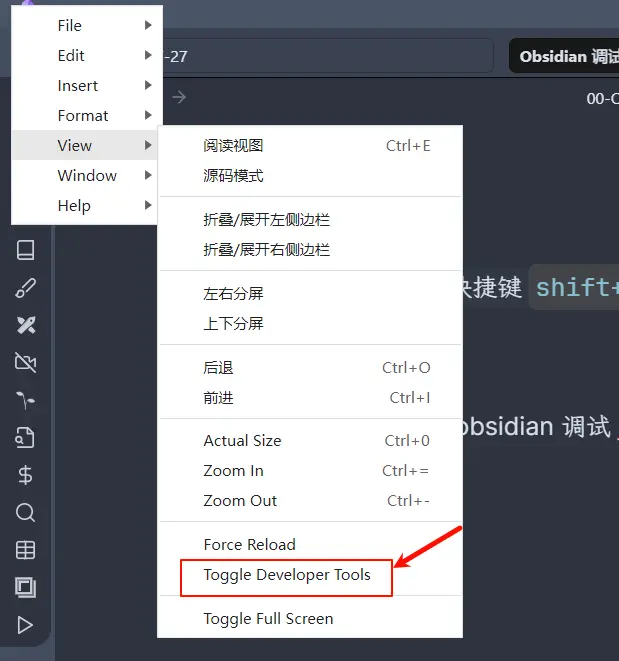 File
Edit
Insert
Format
View
Window
Help
-27
Obsidian 调试
00-C
阅读视图 Ctrl+E
源码模式
折叠/展开左侧边栏
折叠/展开右侧边栏
左右分屏
上下分屏
后退 Ctrl+O
前进 Ctrl+I
Actual Size Ctrl+0
Zoom In Ctrl+=
Zoom Out Ctrl+-
Force Reload
Toggle Developer Tools
Toggle Full Screen
捷键 shift+
obsidian 调试